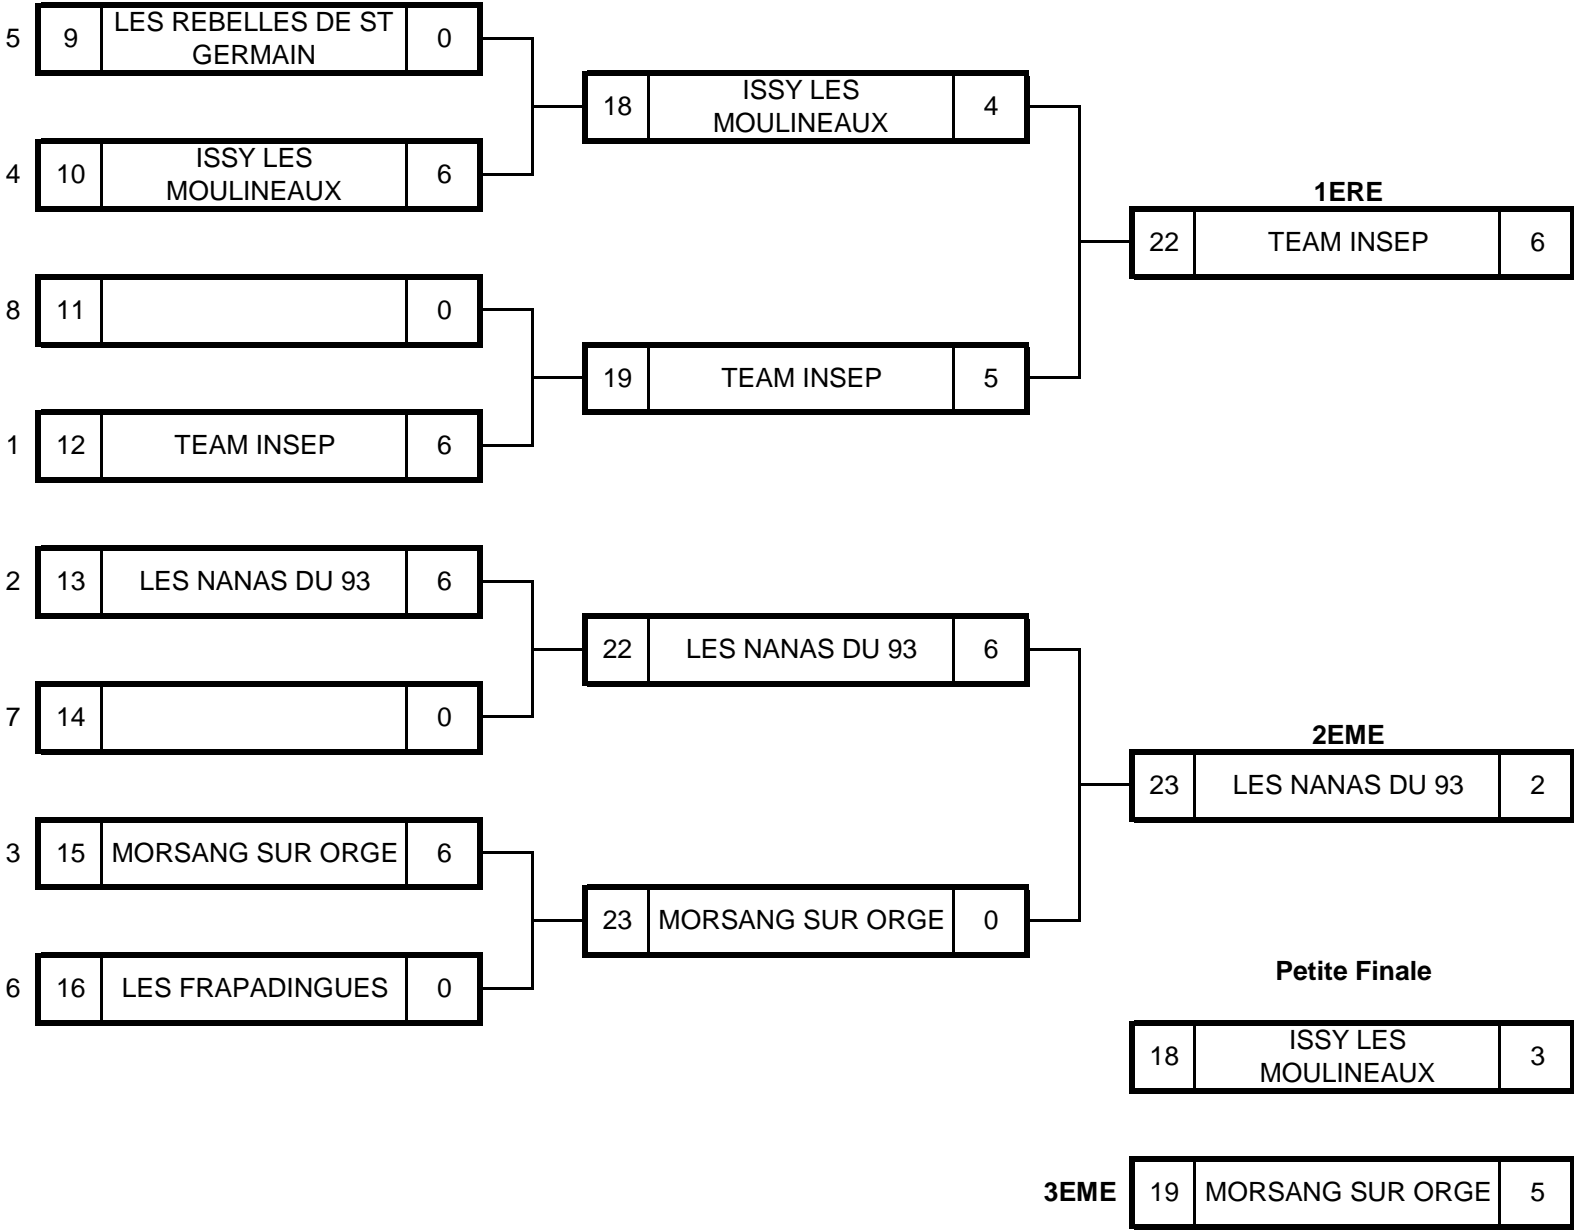 5 9 LES REBELLES DE ST 0
GERMAIN
4 10 ISSY LES 6
MOULINEAUX
8 11 0
1 12 TEAM INSEP 6
2 13 LES NANAS DU 93 6
7 14 0
3 15 MORSANG SUR ORGE 6
6 16 LES FRAPADINGUES 0
18 ISSY LES 4
MOULINEAUX
19 TEAM INSEP 5
22 LES NANAS DU 93 6
23 MORSANG SUR ORGE 0
1ERE
22 TEAM INSEP 6
2EME
23 LES NANAS DU 93 2
Petite Finale
18 ISSY LES 3
MOULINEAUX
3EME 19 MORSANG SUR ORGE 5